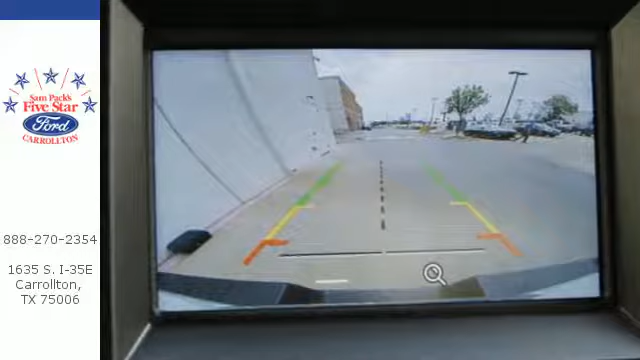 Sam Pack's
Five Star
Ford
CARROLLTON
888-270-2354
1635 S. I-35E
Carrollton,
TX 75006